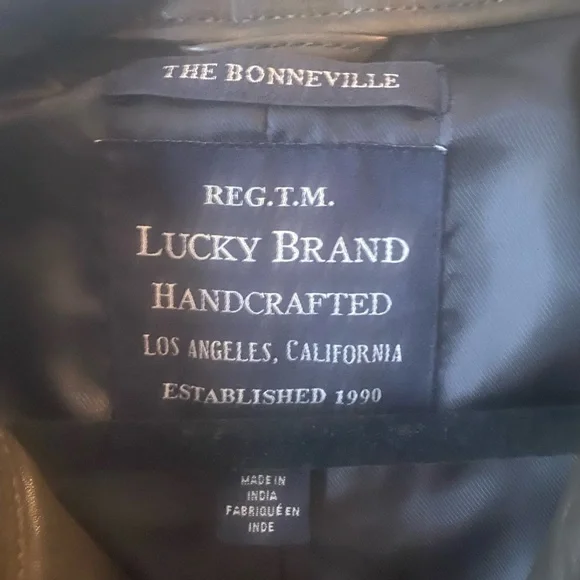 THE BONNEVILLE
REG.T.M.
LUCKY BRAND
HANDCRAFTED
LOS ANGELES, CALIFORNIA
ESTABLISHED 1990
MADE IN
INDIA
FABRIQUÉ EN
INDE